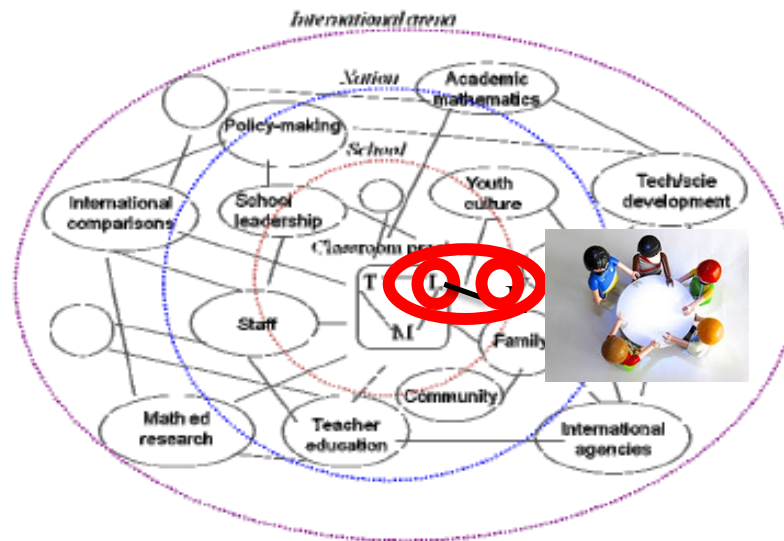 International arena
Nation
Academic
mathematics
Policy-making
School
International
comparisons
School
leadership
Youth
culture
Tech/scie
development
Classroom
T
L
M
Staff
Family
Community
Math ed
research
Teacher
education
International
agencies